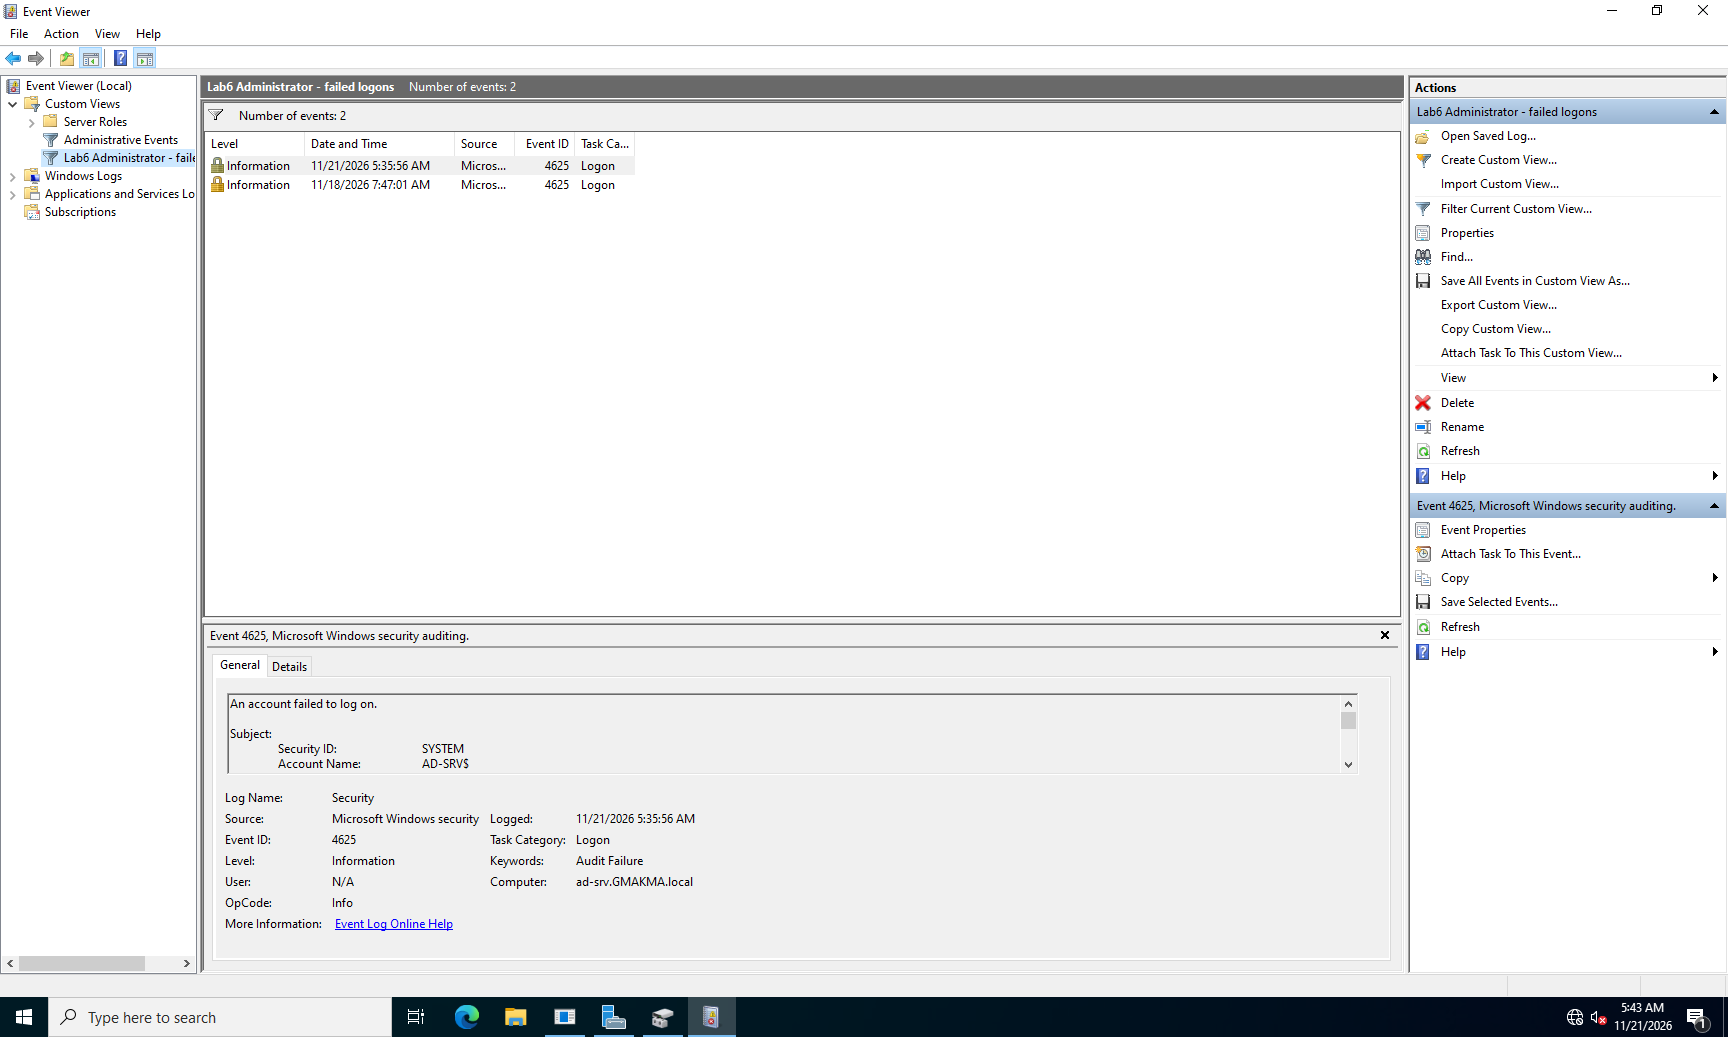 Event Viewer
File Action View Help
Event Viewer (Local)
Custom Views
Server Roles
Administrative Events
Lab6 Administrator - faile
Windows Logs
Applications and Services Lo
Subscriptions
Lab6 Administrator - failed logons Number of events: 2
Number of events: 2
Level Date and Time Source Event ID Task Ca...
Information 11/21/2026 5:35:56 AM Micros... 4625 Logon
Information 11/18/2026 7:47:01 AM Micros... 4625 Logon
Event 4625, Microsoft Windows security auditing.
General Details
An account failed to log on.
Subject:
Security ID: SYSTEM
Account Name: AD-SRV$
Log Name: Security
Source: Microsoft Windows security Logged: 11/21/2026 5:35:56 AM
Event ID: 4625 Task Category: Logon
Level: Information Keywords: Audit Failure
User: N/A Computer: ad-srv.GMAKMA.local
OpCode: Info
More Information: Event Log Online Help
Actions
Lab6 Administrator - failed logons
Open Saved Log...
Create Custom View...
Import Custom View...
Filter Current Custom View...
Properties
Find...
Save All Events in Custom View As...
Export Custom View...
Copy Custom View...
Attach Task To This Custom View...
View
Delete
Rename
Refresh
Help
Event 4625, Microsoft Windows security auditing.
Event Properties
Attach Task To This Event...
Copy
Save Selected Events...
Refresh
Help
Type here to search
5:43 AM
11/21/2026
1